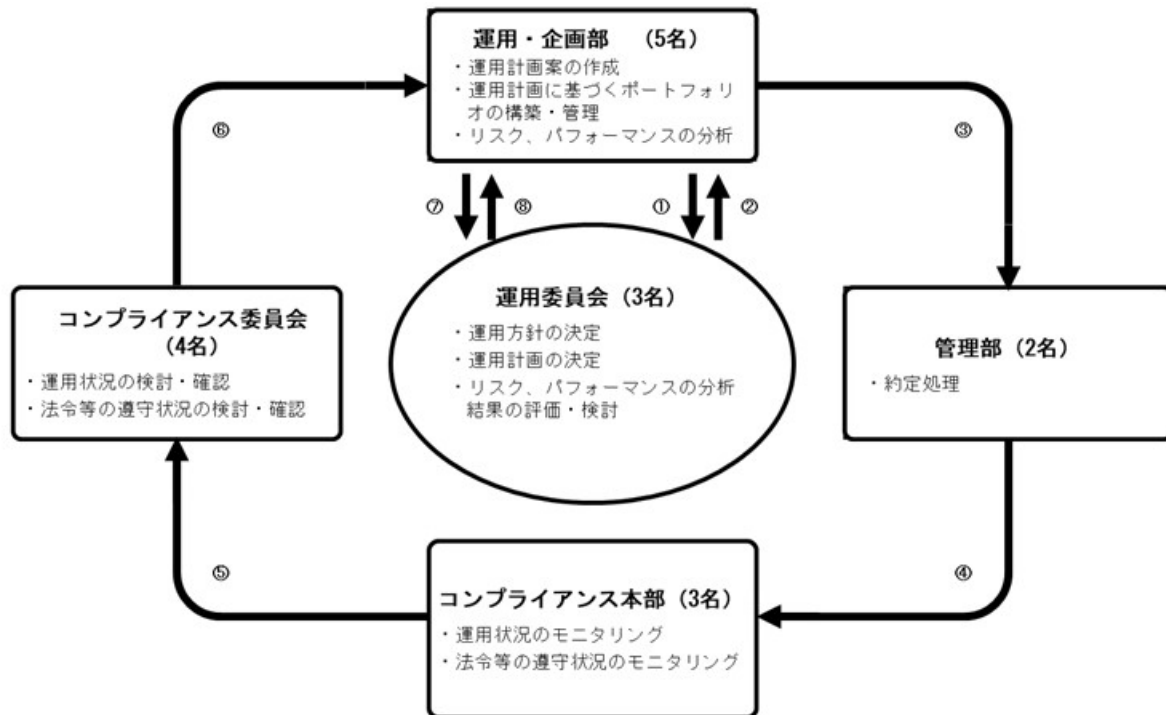 運用・企画部 (5名)
・運用計画案の作成
・運用計画に基づくポートフォリ
オの構築・管理
・リスク、パフォーマンスの分析
⑥
③
⑦
⑧
①
②
運用委員会（3名）
・運用方針の決定
・運用計画の決定
・リスク、パフォーマンスの分析
結果の評価・検討
コンプライアンス委員会
（4名）
・運用状況の検討・確認
・法令等の遵守状況の検討・確認
管理部（2名）
・約定処理
⑤
④
コンプライアンス本部（3名）
・運用状況のモニタリング
・法令等の遵守状況のモニタリング